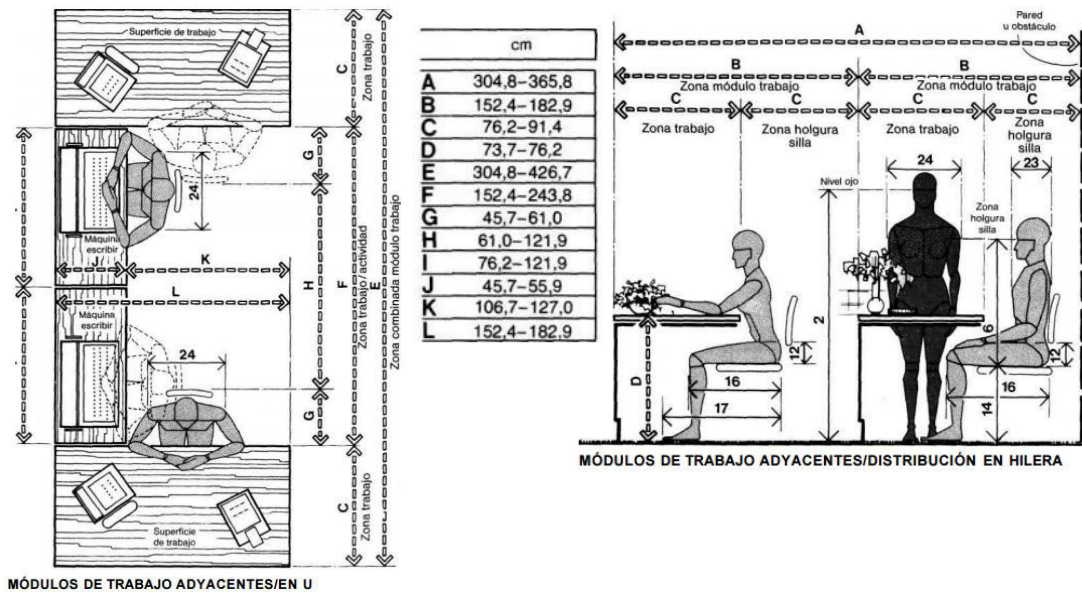 Superficie de trabajo
C
Zona trabajo
G
24
Máquina
escribir
J
K
L
H
F
Zona trabajo/actividad
E
Zona combinada módulo trabajo
Máquina
escribir
24
G
C
Zona trabajo
Superficie
de trabajo
MÓDULOS DE TRABAJO ADYACENTES/EN U
cm
A 304,8–365,8
B 152,4–182,9
C 76,2–91,4
D 73,7–76,2
E 304,8–426,7
F 152,4–243,8
G 45,7–61,0
H 61,0–121,9
I 76,2–121,9
J 45,7–55,9
K 106,7–127,0
L 152,4–182,9
Pared
u obstáculo
A
B
Zona módulo trabajo
B
Zona módulo trabajo
C
Zona trabajo
C
Zona holgura
silla
C
Zona trabajo
C
Zona
holgura
silla
24
23
Nivel ojo
Zona
holgura
silla
2
6
12
12
D
16
17
14
16
MÓDULOS DE TRABAJO ADYACENTES/DISTRIBUCIÓN EN HILERA